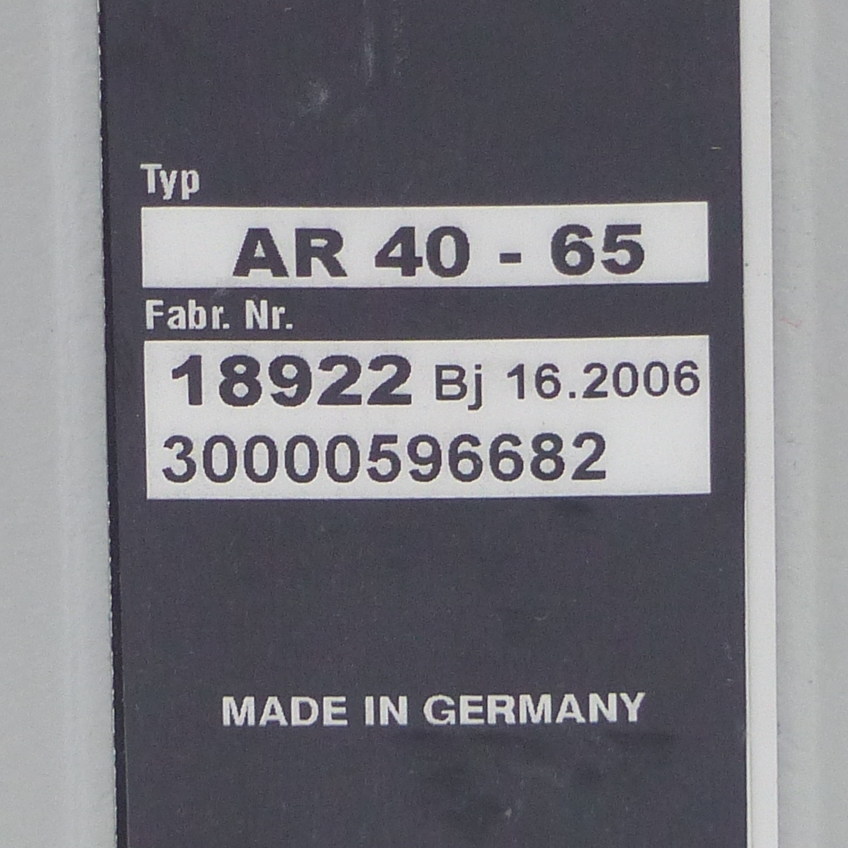 Typ
AR 40 - 65
Fabr. Nr.
18922 Bj 16.2006
30000596682
MADE IN GERMANY